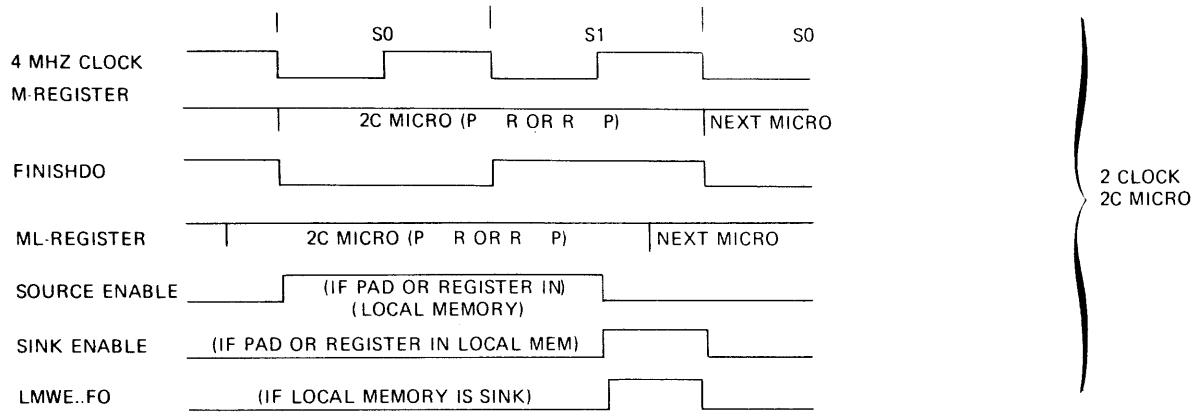 S0 S1 S0
4 MHZ CLOCK
M-REGISTER
2C MICRO (P R OR R P) NEXT MICRO
FINISHDO
2 CLOCK
2C MICRO
ML-REGISTER 2C MICRO (P R OR R P) NEXT MICRO
SOURCE ENABLE (IF PAD OR REGISTER IN)
(LOCAL MEMORY)
SINK ENABLE (IF PAD OR REGISTER IN LOCAL MEM)
LMWE..FO (IF LOCAL MEMORY IS SINK)